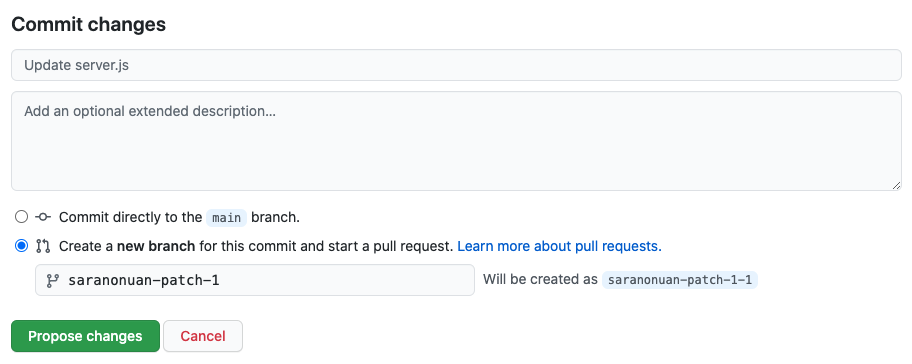 Commit changes
Update server.js
Add an optional extended description...
Commit directly to the main branch.
Create a new branch for this commit and start a pull request. Learn more about pull requests.
saranonuan-patch-1 Will be created as saranonuan-patch-1-1
Propose changes Cancel